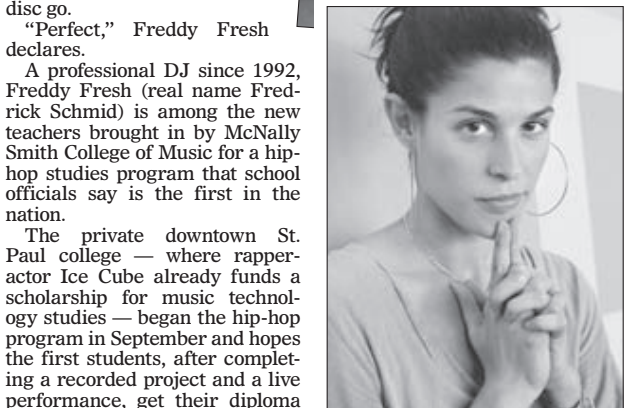 disc go.
“Perfect,” Freddy Fresh
declares.
A professional DJ since 1992,
Freddy Fresh (real name Fred-
rick Schmid) is among the new
teachers brought in by McNally
Smith College of Music for a hip-
hop studies program that school
officials say is the first in the
nation.
The private downtown St.
Paul college — where rapper-
actor Ice Cube already funds a
scholarship for music technol-
ogy studies — began the hip-hop
program in September and hopes
the first students, after complet-
ing a recorded project and a live
performance, get their diploma